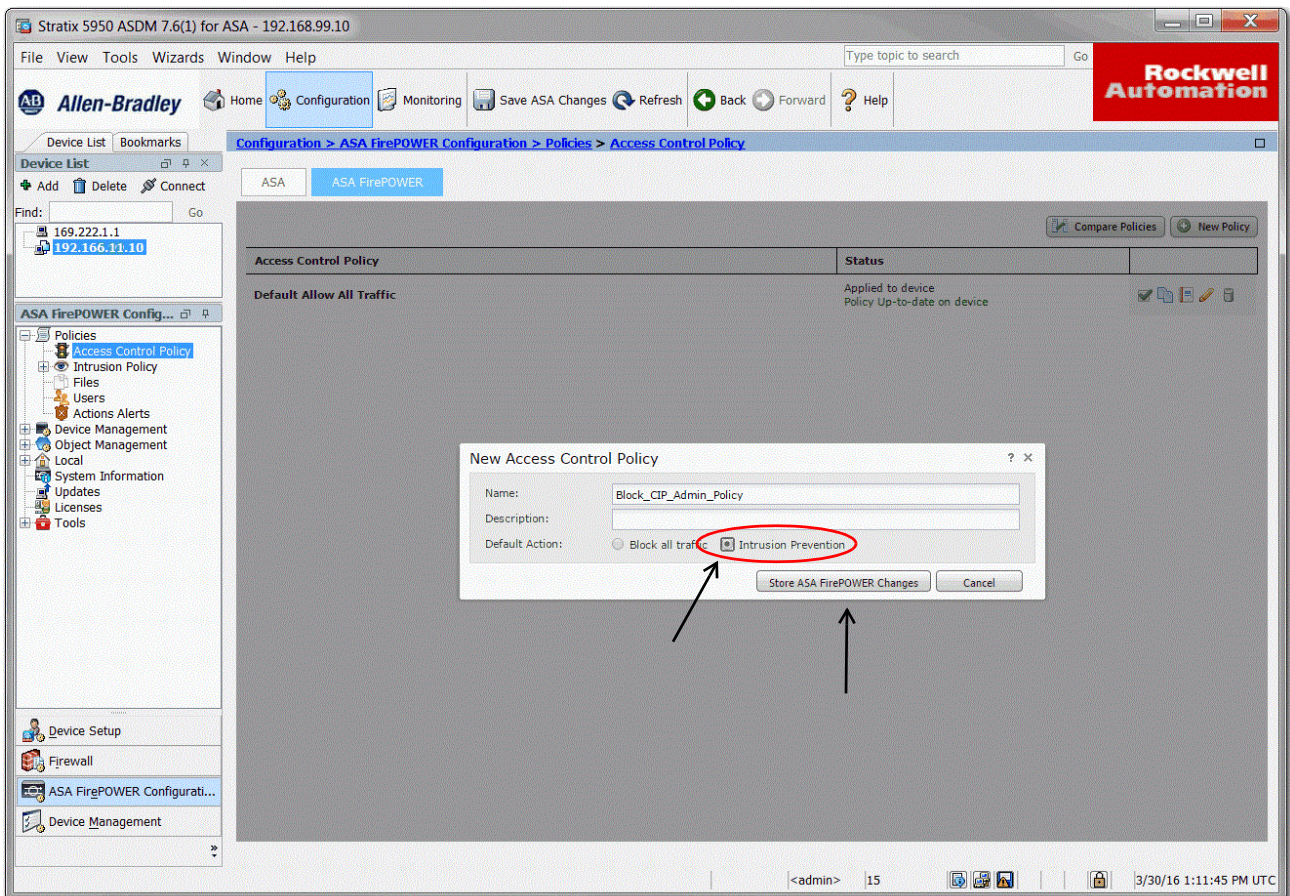 Stratix 5950 ASDM 7.6(1) for ASA - 192.168.99.10
File View Tools Wizards Window Help
Type topic to search
Go
Rockwell
Automation
AB
Allen-Bradley
Home
Configuration
Monitoring
Save ASA Changes
Refresh
Back
Forward
Help
Device List
Bookmarks
Configuration > ASA FirePOWER Configuration > Policies > Access Control Policy
Device List
Add
Delete
Connect
ASA
ASA FirePOWER
Find:
Go
169.222.1.1
192.166.11.10
Compare Policies
New Policy
Access Control Policy
Status
Default Allow All Traffic
Applied to device
Policy Up-to-date on device
ASA FirePOWER Config...
Policies
Access Control Policy
Intrusion Policy
Files
Users
Actions Alerts
Device Management
Object Management
Local
System Information
Updates
Licenses
Tools
New Access Control Policy
?
Name:
Block_CIP_Admin_Policy
Description:
Default Action:
Block all traffic
Intrusion Prevention
Store ASA FirePOWER Changes
Cancel
Device Setup
Firewall
ASA FirePOWER Configurati...
Device Management
»
<admin>
15
3/30/16 1:11:45 PM UTC